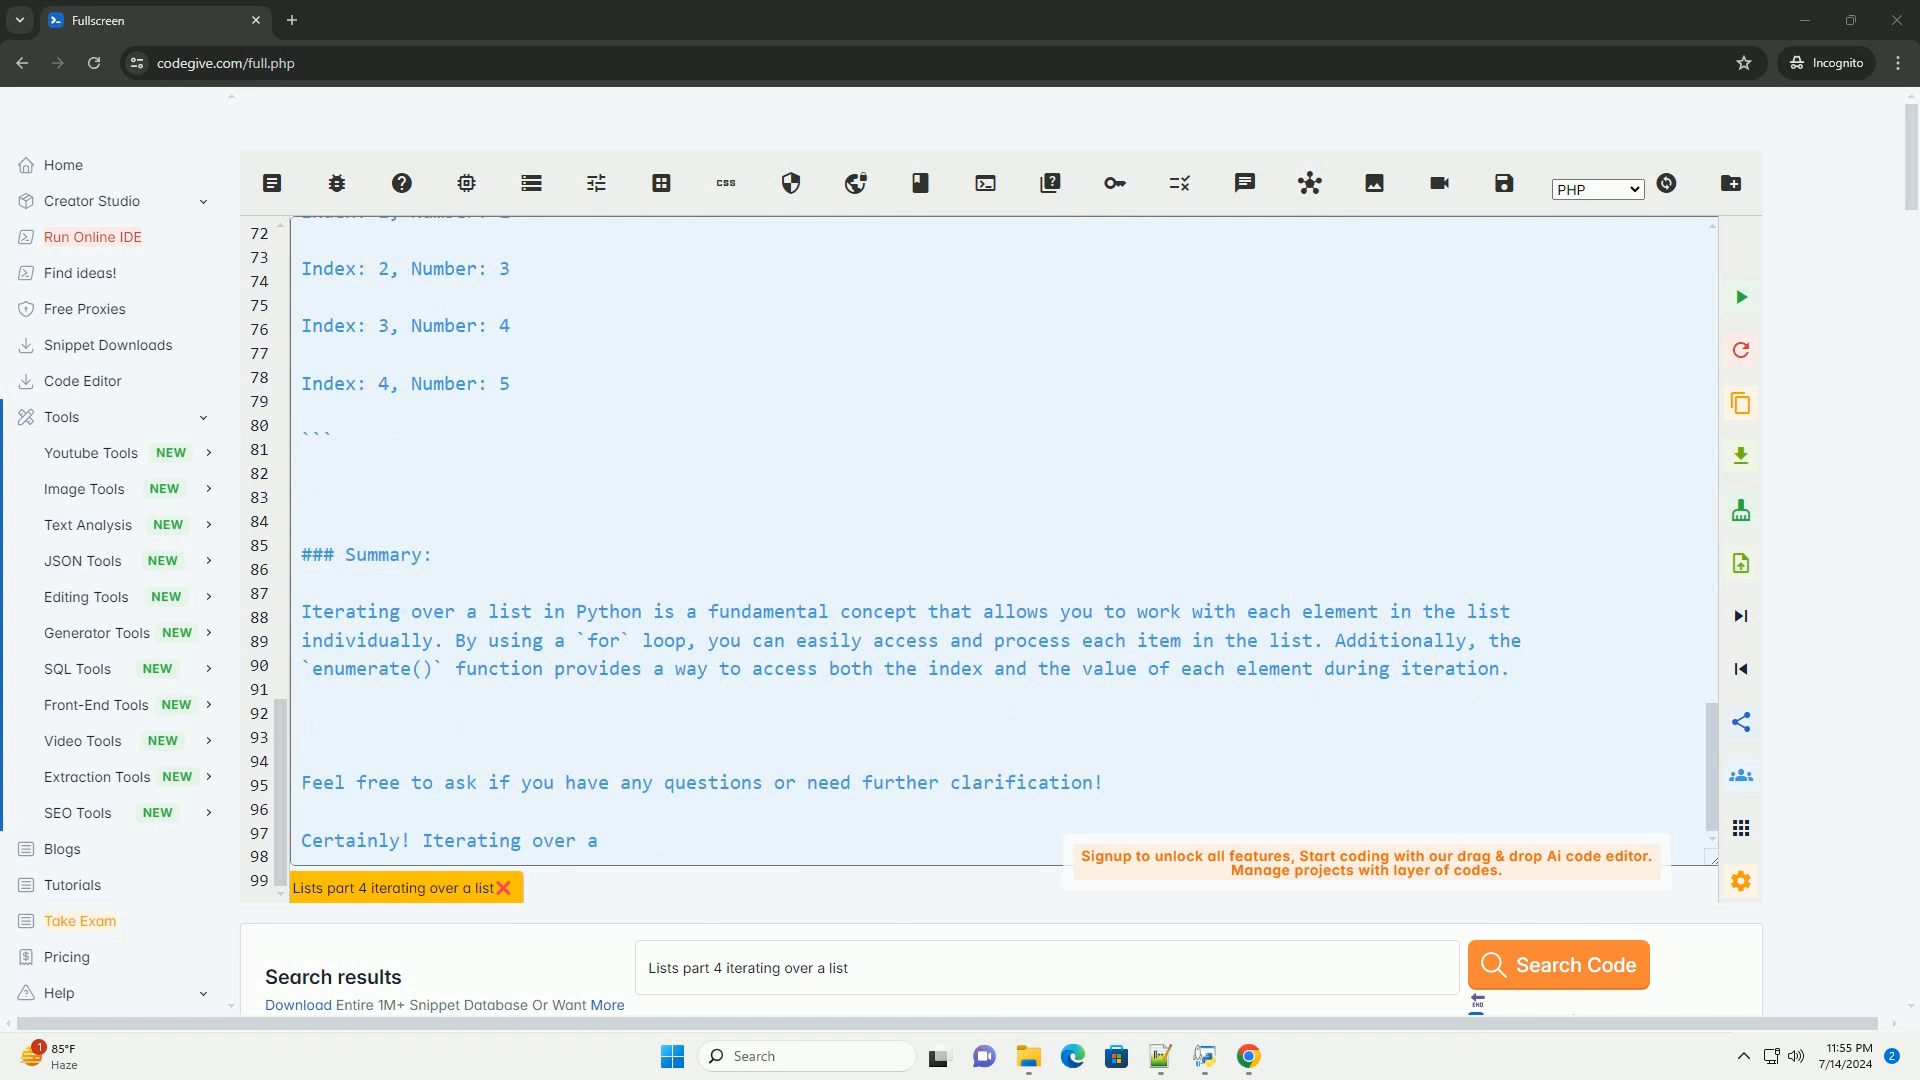 Fullscreen
codegive.com/full.php
Incognito
Home
Creator Studio
Run Online IDE
Find ideas!
Free Proxies
Snippet Downloads
Code Editor
Tools
Youtube Tools NEW
Image Tools NEW
Text Analysis NEW
JSON Tools NEW
Editing Tools NEW
Generator Tools NEW
SQL Tools NEW
Front-End Tools NEW
Video Tools NEW
Extraction Tools NEW
SEO Tools NEW
Blogs
Tutorials
Take Exam
Pricing
Help
CSS
PHP
72
73
74
75
76
77
78
79
80
81
82
83
84
85
86
87
88
89
90
91
92
93
94
95
96
97
98
99
Index: 2, Number: 3
Index: 3, Number: 4
Index: 4, Number: 5
```
### Summary:
Iterating over a list in Python is a fundamental concept that allows you to work with each element in the list
individually. By using a `for` loop, you can easily access and process each item in the list. Additionally, the
`enumerate()` function provides a way to access both the index and the value of each element during iteration.
Feel free to ask if you have any questions or need further clarification!
Certainly! Iterating over a
Signup to unlock all features, Start coding with our drag & drop Ai code editor.
Manage projects with layer of codes.
Lists part 4 iterating over a list
Search results
Lists part 4 iterating over a list
Search Code
Download Entire 1M+ Snippet Database Or Want More
END
1
85°F
Haze
Search
11:55 PM
7/14/2024
2